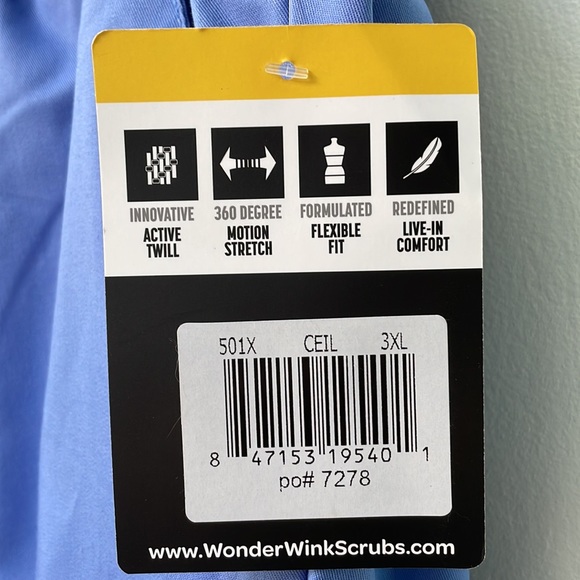 INNOVATIVE 360 DEGREE FORMULATED REDEFINED
ACTIVE MOTION FLEXIBLE LIVE-IN
TWILL STRETCH FIT COMFORT
501X CEIL 3XL
8 47153 19540 1
po# 7278
www.WonderWinkScrubs.com